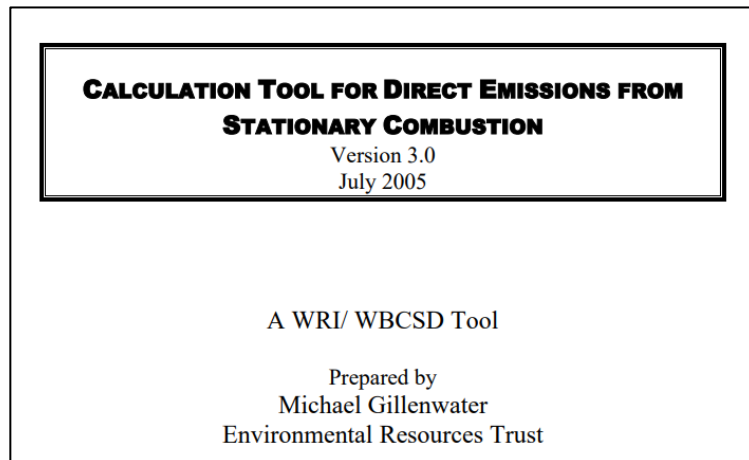 CALCULATION TOOL FOR DIRECT EMISSIONS FROM
STATIONARY COMBUSTION
Version 3.0
July 2005
A WRI/ WBCSD Tool
Prepared by
Michael Gillenwater
Environmental Resources Trust